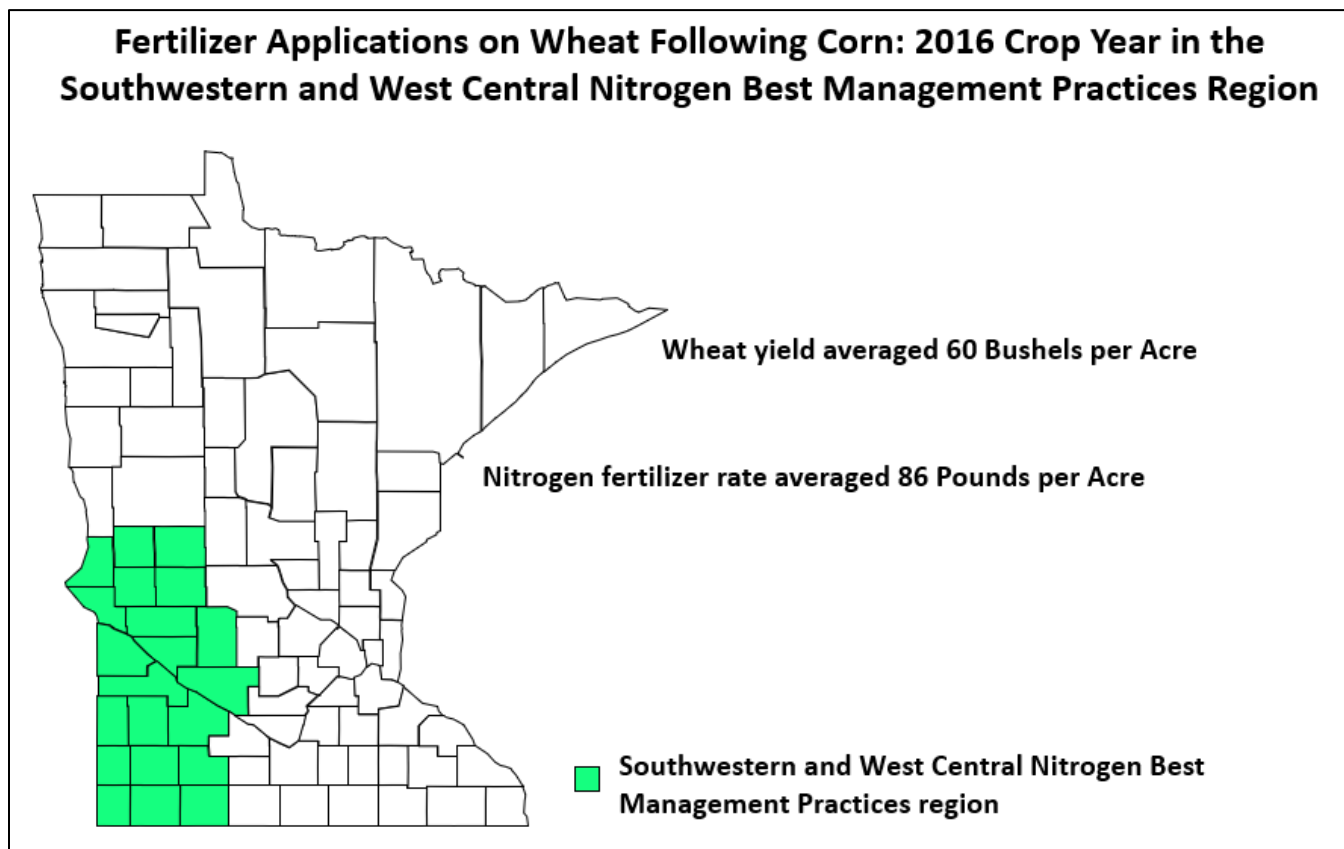 Fertilizer Applications on Wheat Following Corn: 2016 Crop Year in the
Southwestern and West Central Nitrogen Best Management Practices Region
Wheat yield averaged 60 Bushels per Acre
Nitrogen fertilizer rate averaged 86 Pounds per Acre
Southwestern and West Central Nitrogen Best
Management Practices region